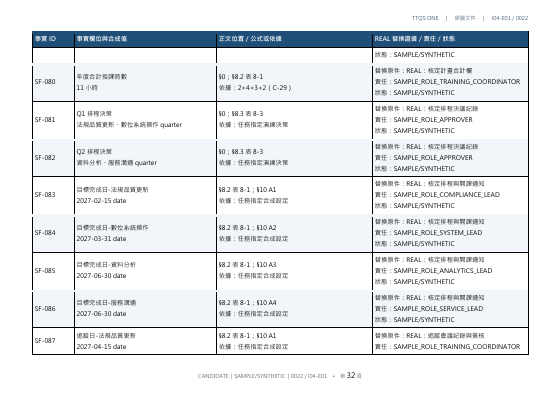 TTQS ONE | 候選文件 | I04-E01 / 0022
事實 ID 事實欄位與合成值 正文位置 / 公式或依據 REAL 替換證據 / 責任 / 狀態
狀態：SAMPLE/SYNTHETIC
SF-080
年度合計授課時數
11 小時
§0；§8.2 表 8-1
依據：2+4+3+2（C-29）
替換原件：REAL：核定計畫合計欄
責任：SAMPLE_ROLE_TRAINING_COORDINATOR
狀態：SAMPLE/SYNTHETIC
SF-081
Q1 排程決策
法規品質更新、數位系統操作 quarter
§0；§8.3 表 8-3
依據：任務指定演練決策
替換原件：REAL：核定排程決議紀錄
責任：SAMPLE_ROLE_APPROVER
狀態：SAMPLE/SYNTHETIC
SF-082
Q2 排程決策
資料分析、服務溝通 quarter
§0；§8.3 表 8-3
依據：任務指定演練決策
替換原件：REAL：核定排程決議紀錄
責任：SAMPLE_ROLE_APPROVER
狀態：SAMPLE/SYNTHETIC
SF-083
目標完成日-法規品質更新
2027-02-15 date
§8.2 表 8-1；§10 A1
依據：任務指定合成設定
替換原件：REAL：核定排程與開課通知
責任：SAMPLE_ROLE_COMPLIANCE_LEAD
狀態：SAMPLE/SYNTHETIC
SF-084
目標完成日-數位系統操作
2027-03-31 date
§8.2 表 8-1；§10 A2
依據：任務指定合成設定
替換原件：REAL：核定排程與開課通知
責任：SAMPLE_ROLE_SYSTEM_LEAD
狀態：SAMPLE/SYNTHETIC
SF-085
目標完成日-資料分析
2027-06-30 date
§8.2 表 8-1；§10 A3
依據：任務指定合成設定
替換原件：REAL：核定排程與開課通知
責任：SAMPLE_ROLE_ANALYTICS_LEAD
狀態：SAMPLE/SYNTHETIC
SF-086
目標完成日-服務溝通
2027-06-30 date
§8.2 表 8-1；§10 A4
依據：任務指定合成設定
替換原件：REAL：核定排程與開課通知
責任：SAMPLE_ROLE_SERVICE_LEAD
狀態：SAMPLE/SYNTHETIC
SF-087
追蹤日-法規品質更新
2027-04-15 date
§8.2 表 8-1；§10 A1
依據：任務指定合成設定
替換原件：REAL：追蹤會議紀錄與簽核
責任：SAMPLE_ROLE_TRAINING_COORDINATOR
CANDIDATE | SAMPLE/SYNTHETIC | 0022 / I04-E01 • 第 32 頁